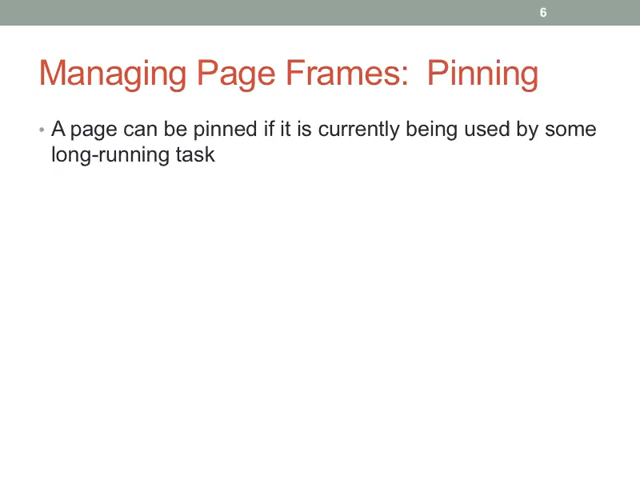 6
Managing Page Frames: Pinning
• A page can be pinned if it is currently being used by some
long-running task